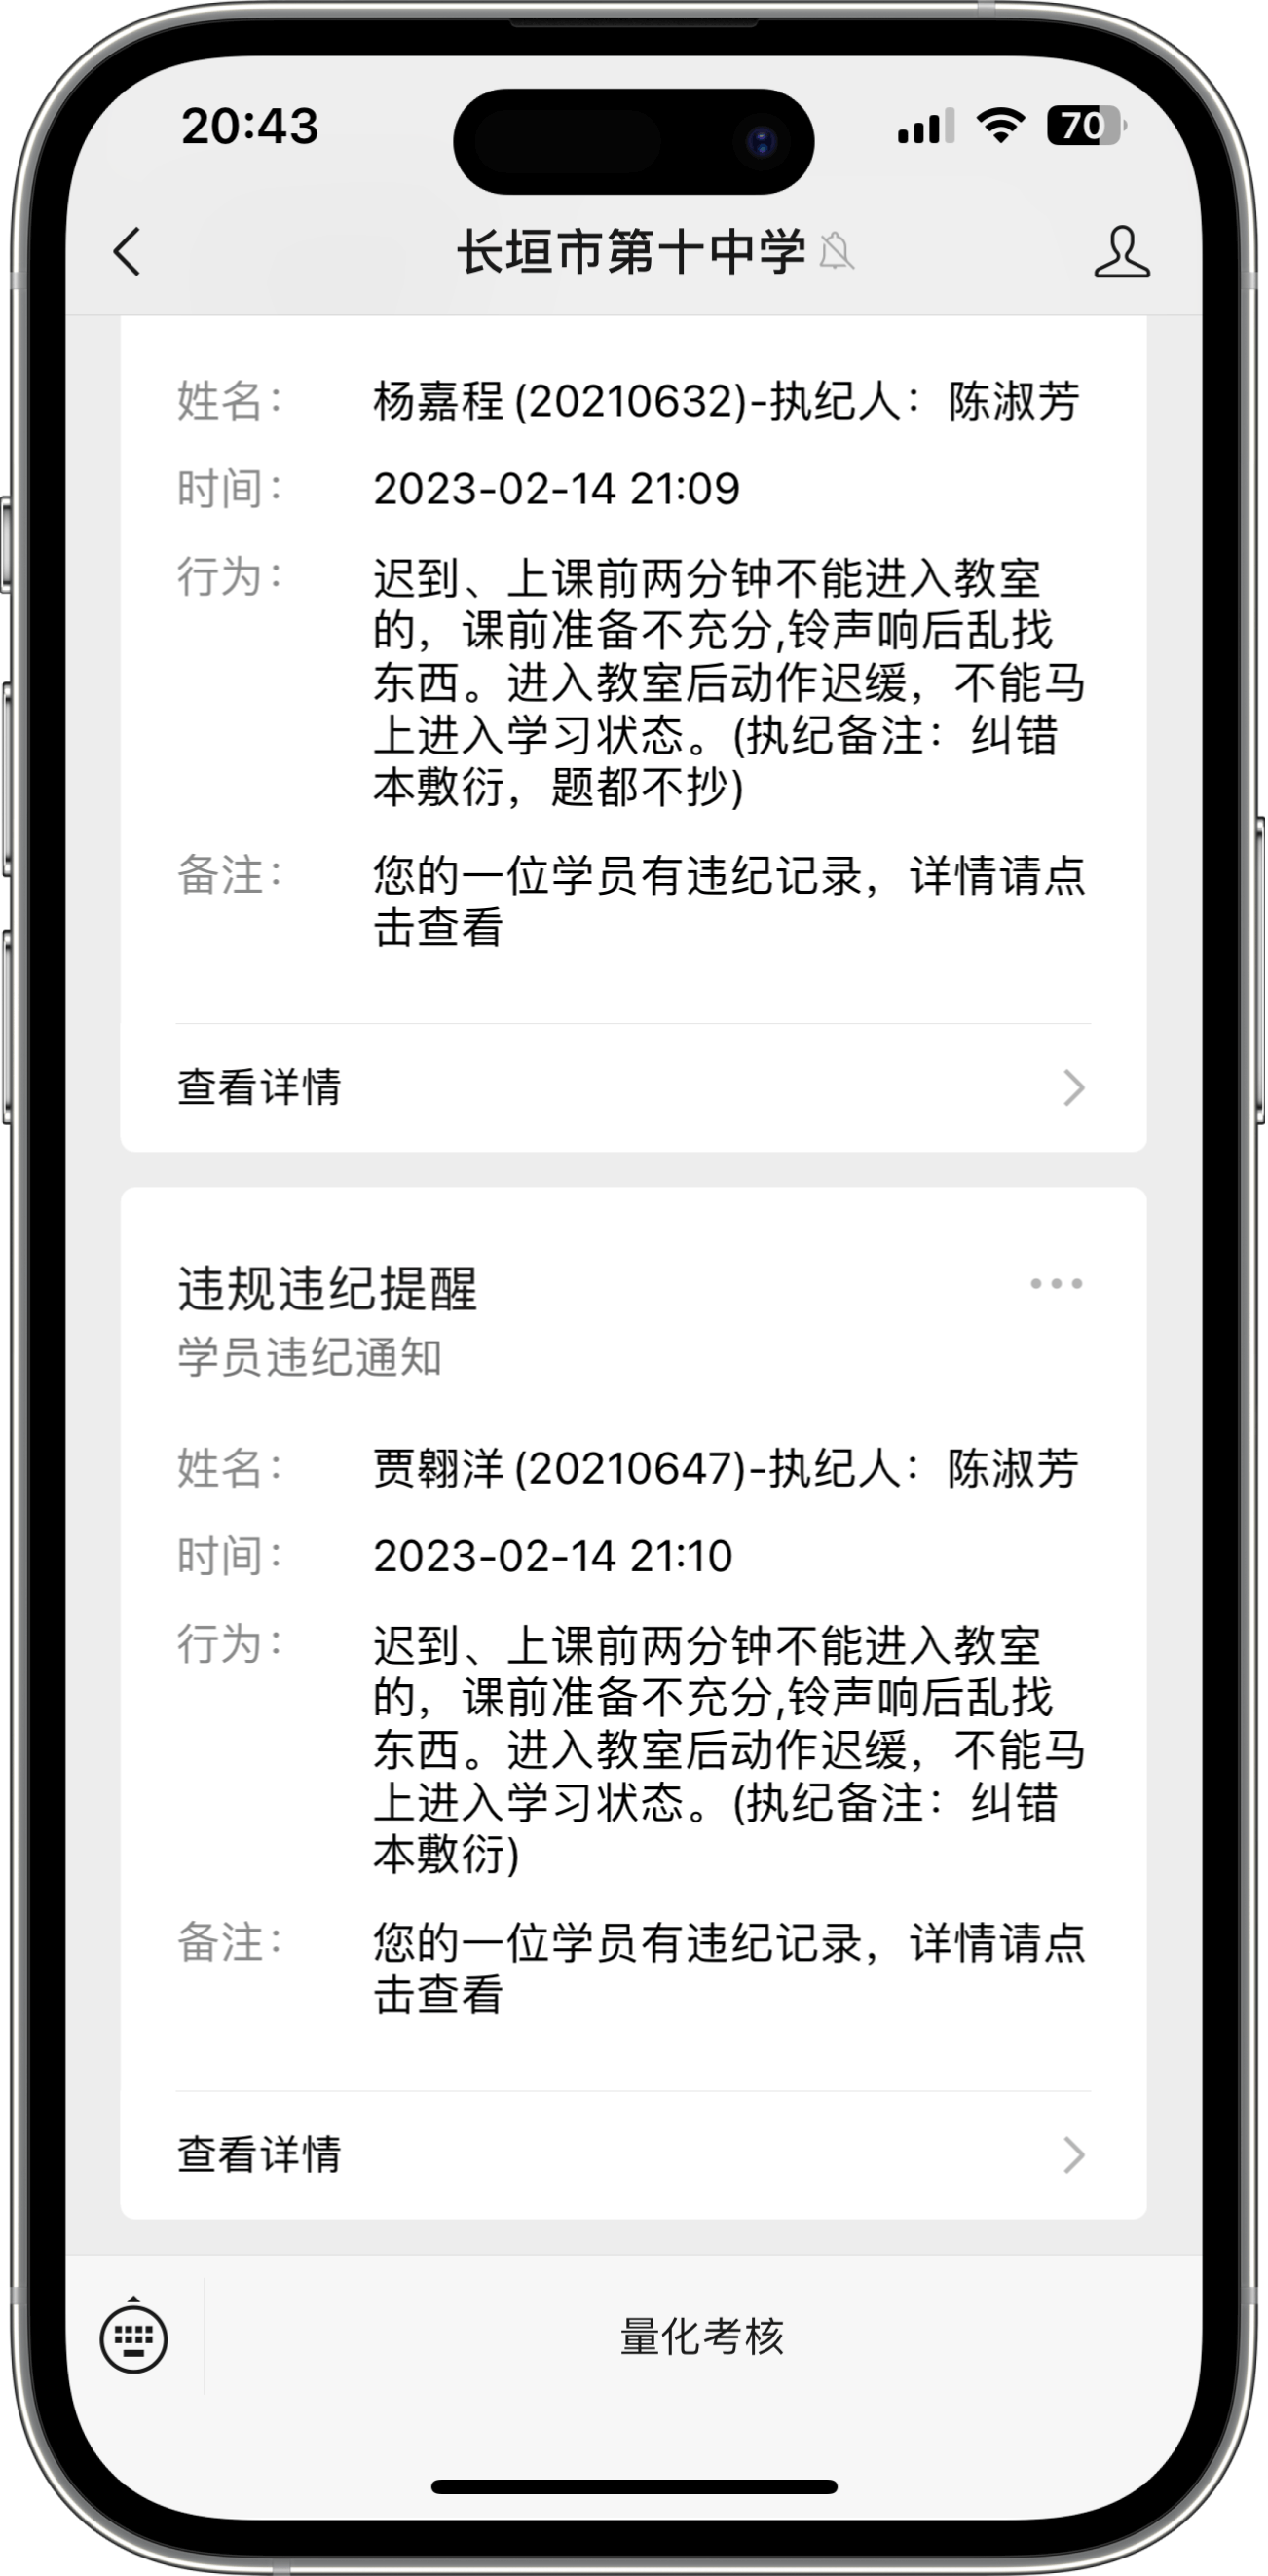 20:43
70
长垣市第十中学
姓名： 杨嘉程 (20210632)-执纪人：陈淑芳
时间： 2023-02-14 21:09
行为： 迟到、上课前两分钟不能进入教室
的，课前准备不充分,铃声响后乱找
东西。进入教室后动作迟缓，不能马
上进入学习状态。(执纪备注：纠错
本敷衍，题都不抄)
备注： 您的一位学员有违纪记录，详情请点
击查看
查看详情
违规违纪提醒
学员违纪通知
姓名： 贾翱洋 (20210647)-执纪人：陈淑芳
时间： 2023-02-14 21:10
行为： 迟到、上课前两分钟不能进入教室
的，课前准备不充分,铃声响后乱找
东西。进入教室后动作迟缓，不能马
上进入学习状态。(执纪备注：纠错
本敷衍)
备注： 您的一位学员有违纪记录，详情请点
击查看
查看详情
量化考核